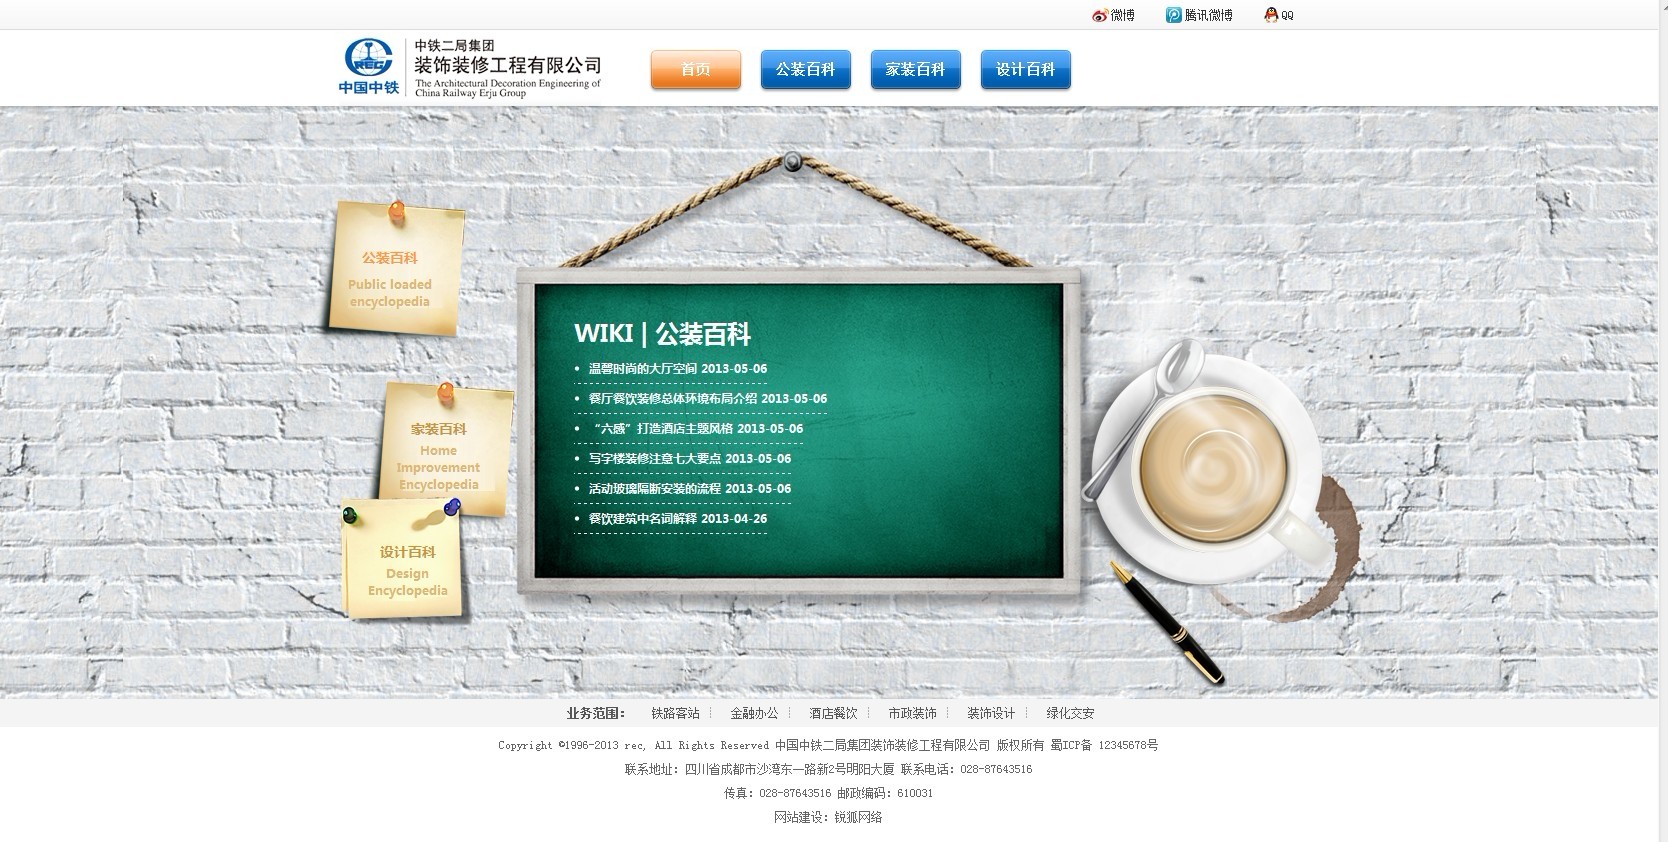 微博 腾讯微博 QQ
中铁二局集团
装饰装修工程有限公司
The Architectural Decoration Engineering of
China Railway Erju Group
REC
中国中铁
首页 公装百科 家装百科 设计百科
公装百科
Public loaded
encyclopedia
家装百科
Home
Improvement
Encyclopedia
设计百科
Design
Encyclopedia
WIKI | 公装百科
• 温馨时尚的大厅空间 2013-05-06
• 餐厅餐饮装修总体环境布局介绍 2013-05-06
• “六感”打造酒店主题风格 2013-05-06
• 写字楼装修注意七大要点 2013-05-06
• 活动玻璃隔断安装的流程 2013-05-06
• 餐饮建筑中名词解释 2013-04-26
业务范围： 铁路客站 金融办公 酒店餐饮 市政装饰 装饰设计 绿化交安
Copyright ©1996-2013 rec, All Rights Reserved 中国中铁二局集团装饰装修工程有限公司 版权所有 蜀ICP备 12345678号
联系地址：四川省成都市沙湾东一路新2号明阳大厦 联系电话：028-87643516
传真：028-87643516 邮政编码：610031
网站建设：锐狐网络